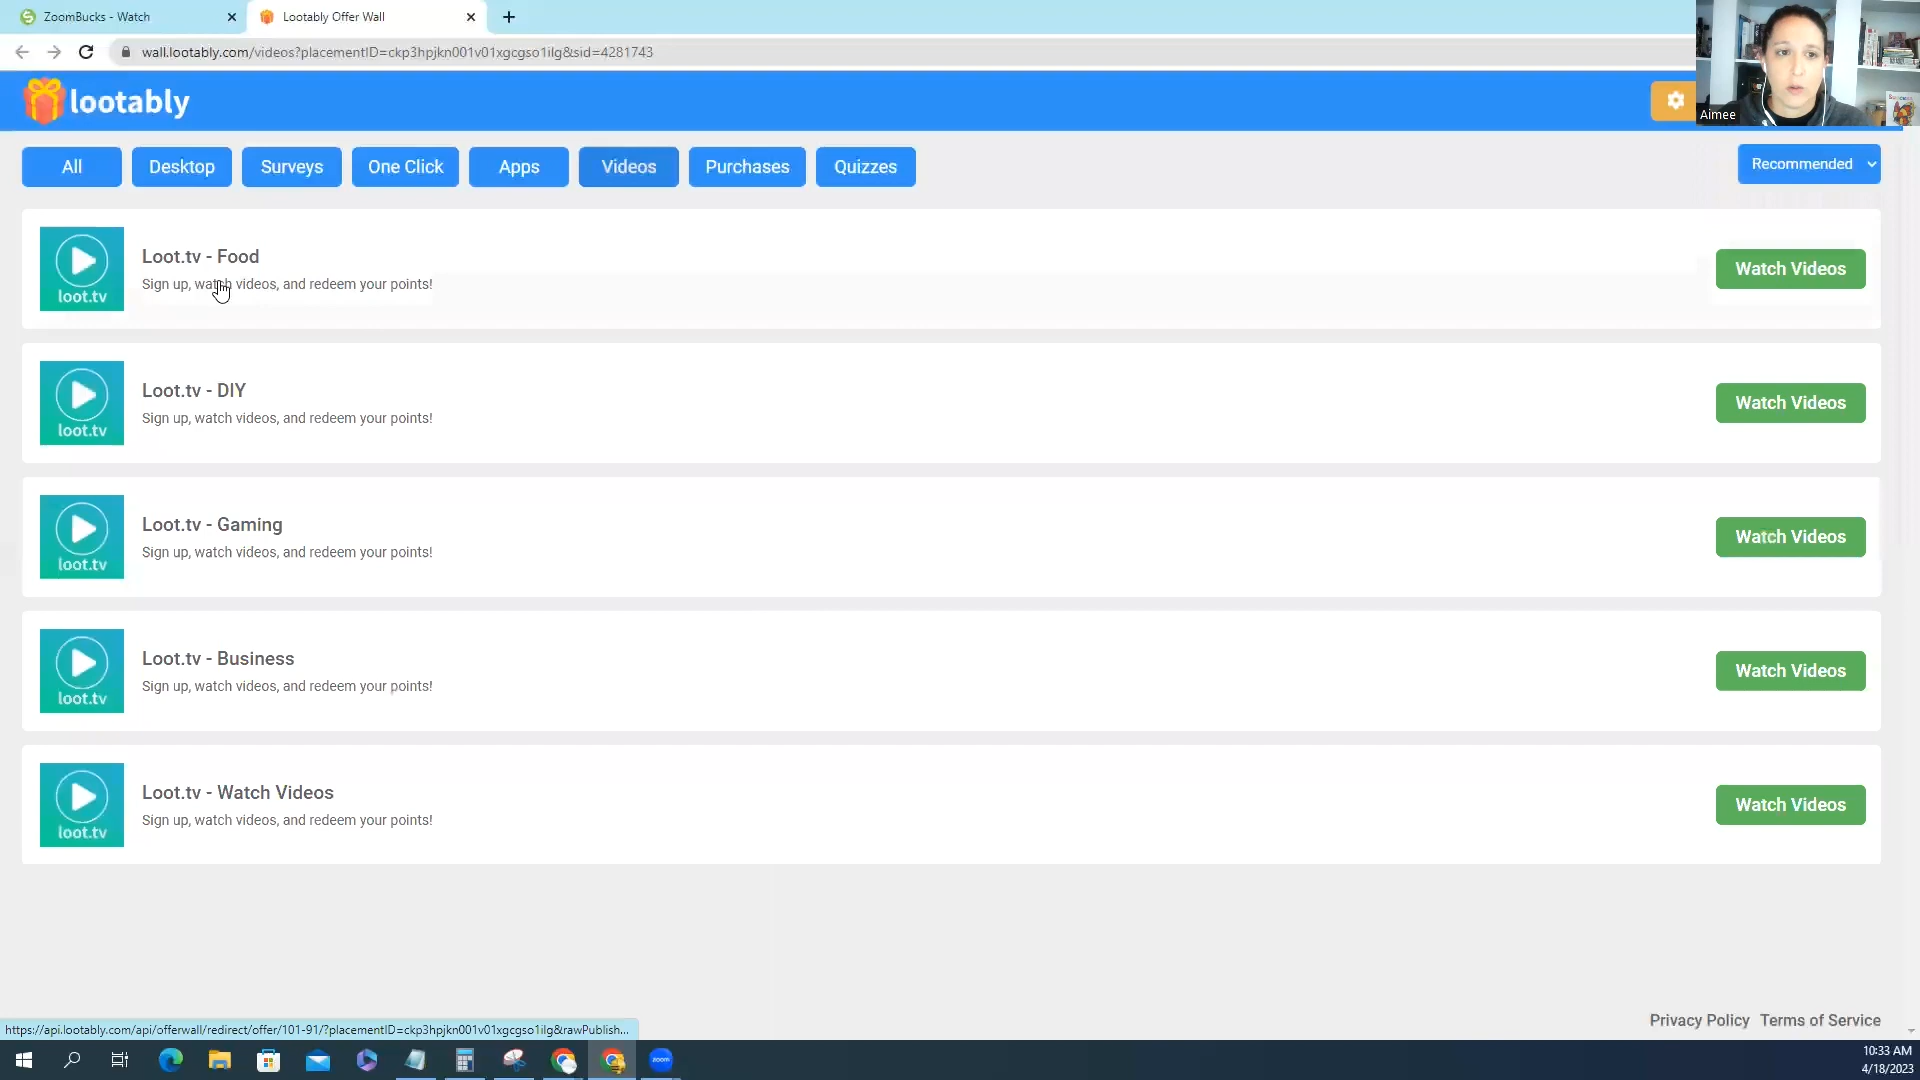 ZoomBucks - Watch
Lootably Offer Wall
wall.lootably.com/videos?placementID=ckp3hpjkn001v01xgcgso1ilg&sid=4281743
lootably
Aimee
All
Desktop
Surveys
One Click
Apps
Videos
Purchases
Quizzes
Recommended
Loot.tv - Food
Sign up, watch videos, and redeem your points!
loot.tv
Watch Videos
Loot.tv - DIY
Sign up, watch videos, and redeem your points!
loot.tv
Watch Videos
Loot.tv - Gaming
Sign up, watch videos, and redeem your points!
loot.tv
Watch Videos
Loot.tv - Business
Sign up, watch videos, and redeem your points!
loot.tv
Watch Videos
Loot.tv - Watch Videos
Sign up, watch videos, and redeem your points!
loot.tv
Watch Videos
Privacy Policy Terms of Service
https://api.lootably.com/api/offerwall/redirect/offer/101-91/?placementID=ckp3hpjkn001v01xgcgso1ilg&rawPublish...
zoom
10:33 AM
4/18/2023